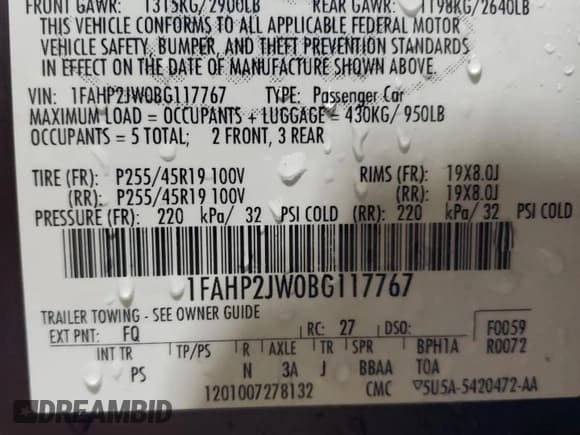 FRONT GAWR: 1315KG/2900LB REAR GAWR: 1198KG/2640LB
THIS VEHICLE CONFORMS TO ALL APPLICABLE FEDERAL MOTOR
VEHICLE SAFETY, BUMPER, AND THEFT PREVENTION STANDARDS
IN EFFECT ON THE DATE OF MANUFACTURE SHOWN ABOVE.
VIN: 1FAHP2JW0BG117767 TYPE: Passenger Car
MAXIMUM LOAD = OCCUPANTS + LUGGAGE = 430KG/ 950LB
OCCUPANTS = 5 TOTAL; 2 FRONT, 3 REAR
TIRE (FR): P255/45R19 100V RIMS (FR): 19X8.0J
(RR): P255/45R19 100V (RR): 19X8.0J
PRESSURE (FR): 220 kPa/ 32 PSI COLD (RR): 220 kPa/ 32 PSI COLD
1FAHP2JW0BG117767
TRAILER TOWING - SEE OWNER GUIDE
EXT PNT: FQ RC: 27 DSO: F0059
INT TR TP/PS R AXLE TR SPR BPH1A R0072
PS N 3A J BBAA TOA
1201007278132 CMC 5U5A-5420472-AA
DREAMBID